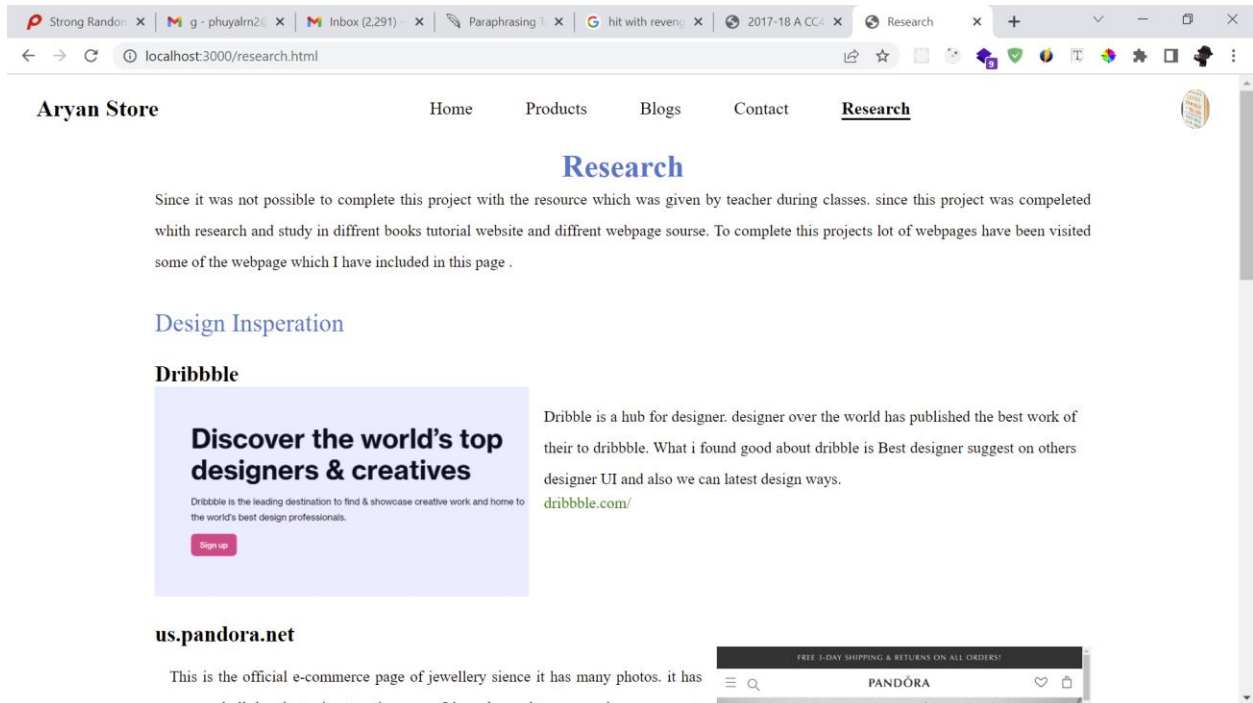 Strong Random
g - phuyalrn2
Inbox (2,291) -
Paraphrasing T
hit with reveng
2017-18 A CC4
Research
localhost:3000/research.html
9
Aryan Store
Home Products Blogs Contact Research
Research
Since it was not possible to complete this project with the resource which was given by teacher during classes. since this project was compeleted
whith research and study in diffrent books tutorial website and diffrent webpage sourse. To complete this projects lot of webpages have been visited
some of the webpage which I have included in this page .
Design Insperation
Dribbble
Discover the world's top
designers & creatives
Dribbble is the leading destination to find & showcase creative work and home to
the world's best design professionals.
Sign up
Dribble is a hub for designer. designer over the world has published the best work of
their to dribbble. What i found good about dribble is Best designer suggest on others
designer UI and also we can latest design ways.
dribbble.com/
us.pandora.net
This is the official e-commerce page of jewellery sience it has many photos. it has
FREE 3-DAY SHIPPING & RETURNS ON ALL ORDERS!
PANDÖRA